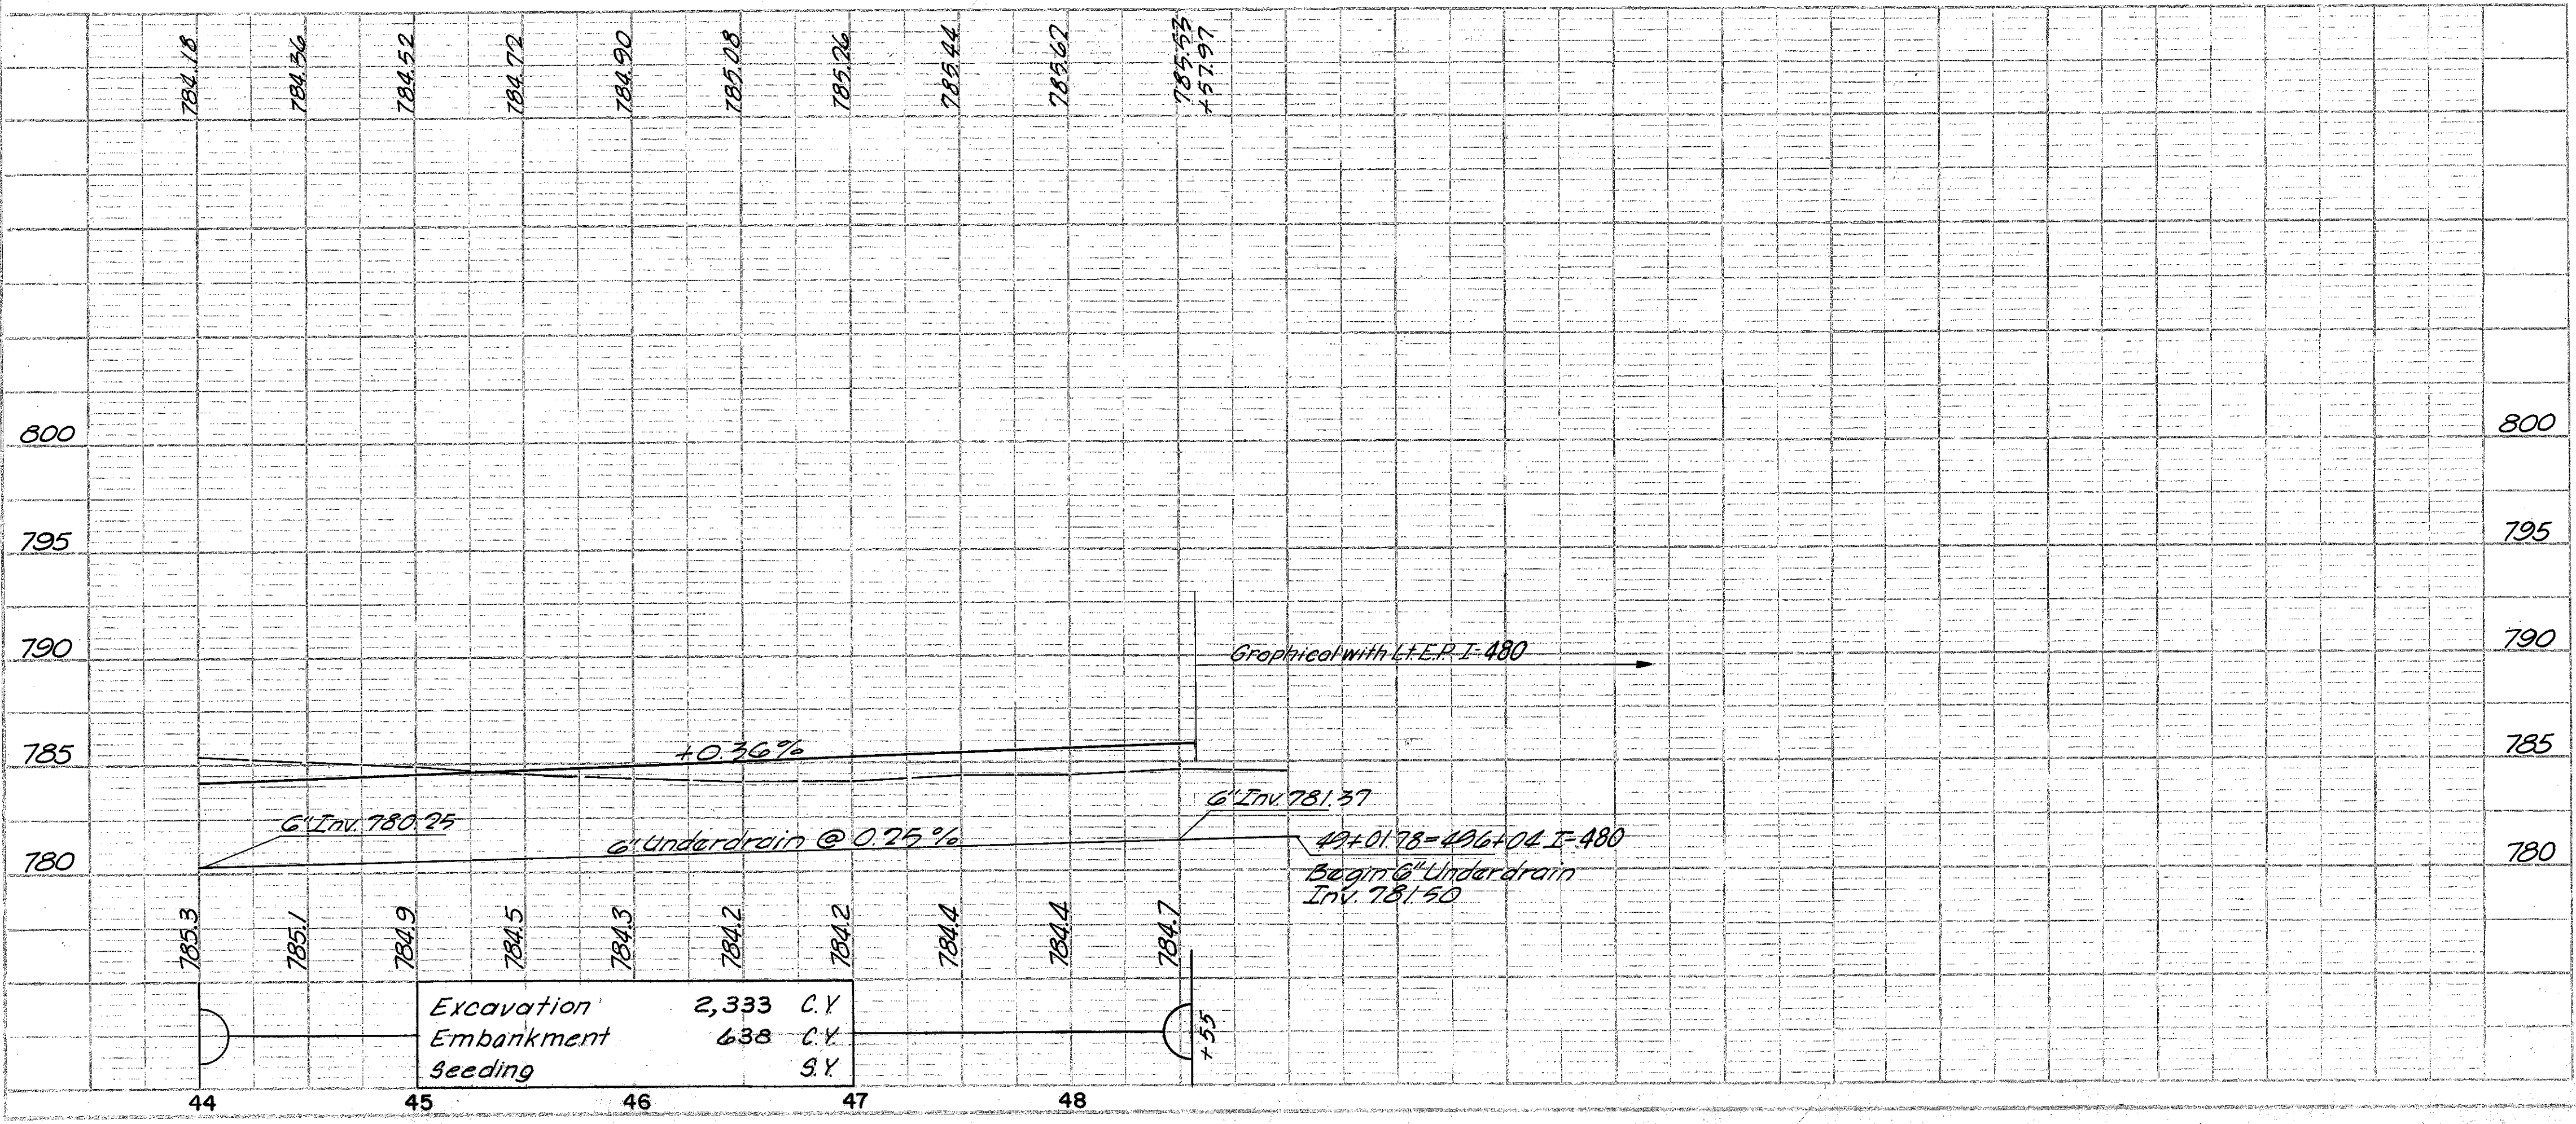 784.18 784.36 784.52 784.72 784.90 785.08 785.26 785.44 785.62 785.53
+57.97
800 800
795 795
790 790
Graphical with Lt. E.P. I-480
785 785
+0.36%
6" Inv. 781.37
6" Inv. 780.25
6" Underdrain @ 0.25%
49+01.78=496+04 I-480
780 780
Begin 6" Underdrain
Inv. 781.50
785.3 785.1 784.9 784.5 784.3 784.2 784.2 784.4 784.4 784.7
Excavation 2,333 C.Y.
Embankment 638 C.Y.
Seeding S.Y.
+55
44 45 46 47 48